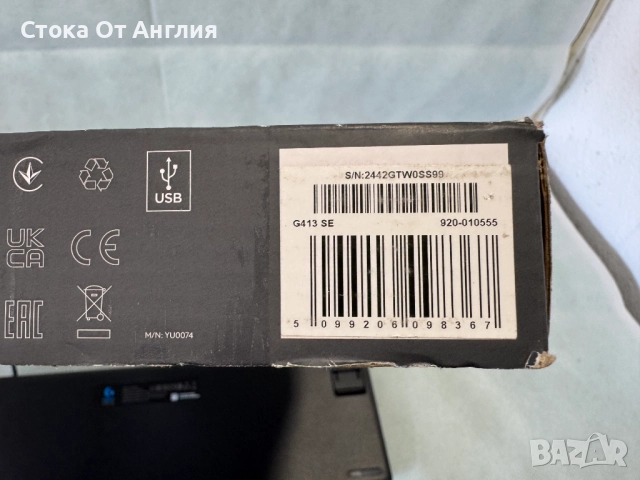 Стока От Англия
S/N:2442GTW0SS99
USB
G413 SE 920-010555
UK
CA
CE
EAC
M/N: YU0074
5 099206 098367
BAZAR